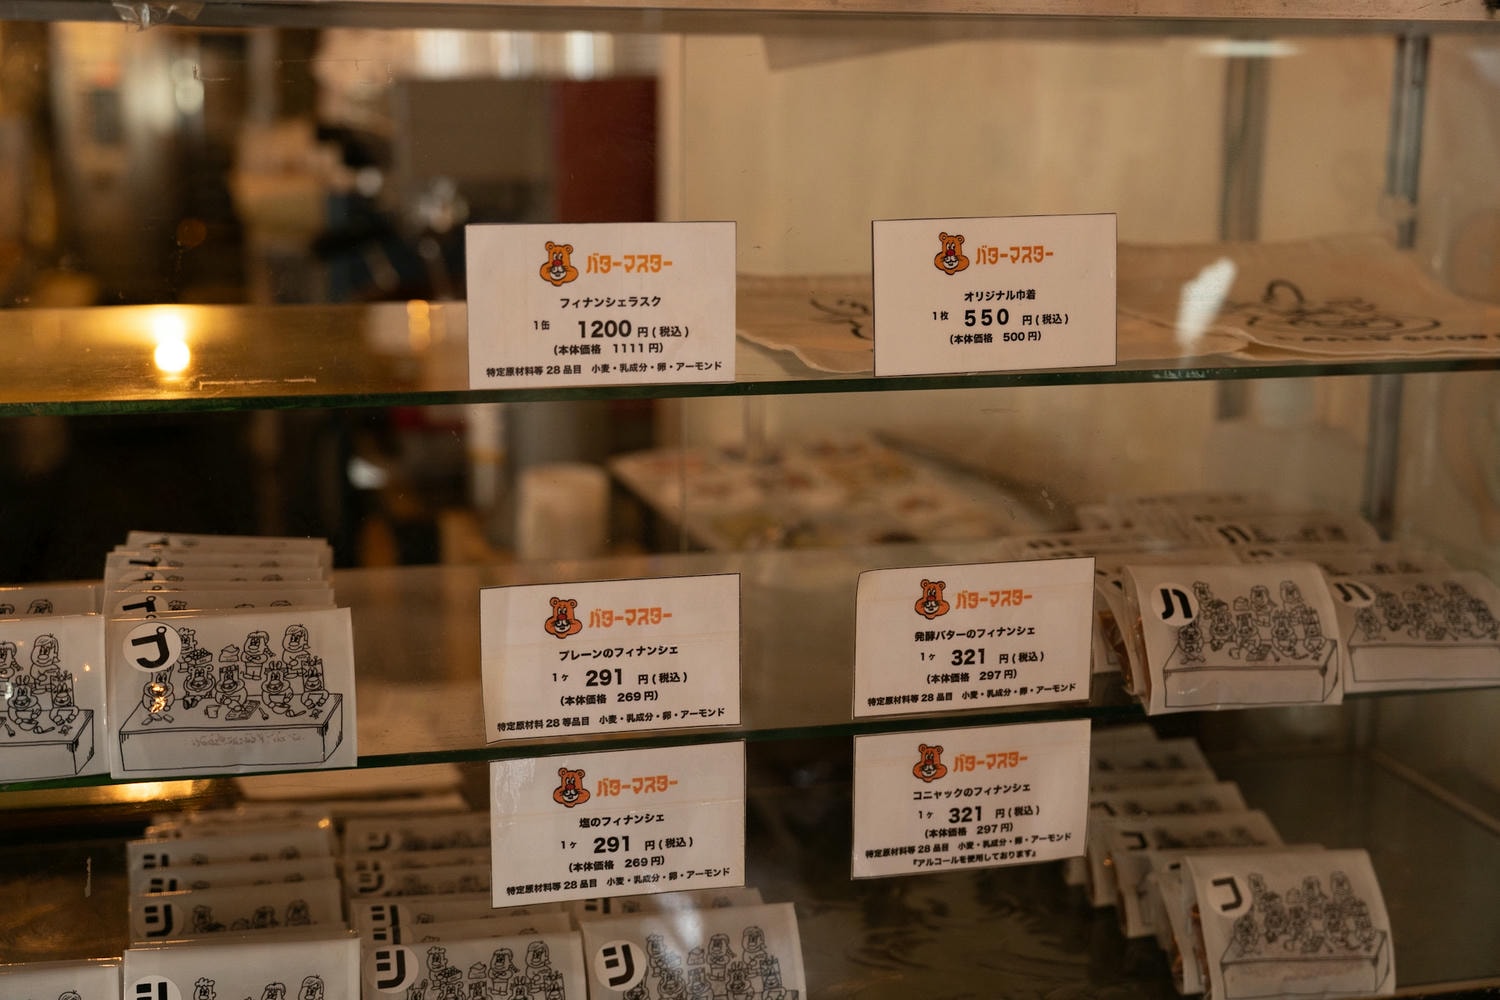 バターマスター
フィナンシェラスク
1缶 1200 円 ( 税込 )
(本体価格 1111 円)
特定原材料等 28 品目 小麦・乳成分・卵・アーモンド
バターマスター
オリジナル巾着
1枚 550 円 ( 税込 )
(本体価格 500 円)
バターマスター
プレーンのフィナンシェ
1ヶ 291 円 ( 税込 )
(本体価格 269 円)
特定原材料 28 等品目 小麦・乳成分・卵・アーモンド
バターマスター
発酵バターのフィナンシェ
1ヶ 321 円 ( 税込 )
(本体価格 297 円)
特定原材料等 28 品目 小麦・乳成分・卵・アーモンド
バターマスター
塩のフィナンシェ
1ヶ 291 円 ( 税込 )
(本体価格 269 円)
特定原材料等 28 品目 小麦・乳成分・卵・アーモンド
バターマスター
コニャックのフィナンシェ
1ヶ 321 円 ( 税込 )
(本体価格 297 円)
特定原材料等 28 品目 小麦・乳成分・卵・アーモンド
『アルコールを使用しております』
プ
ハ
ハ
シ
シ
シ
シ
シ
コ